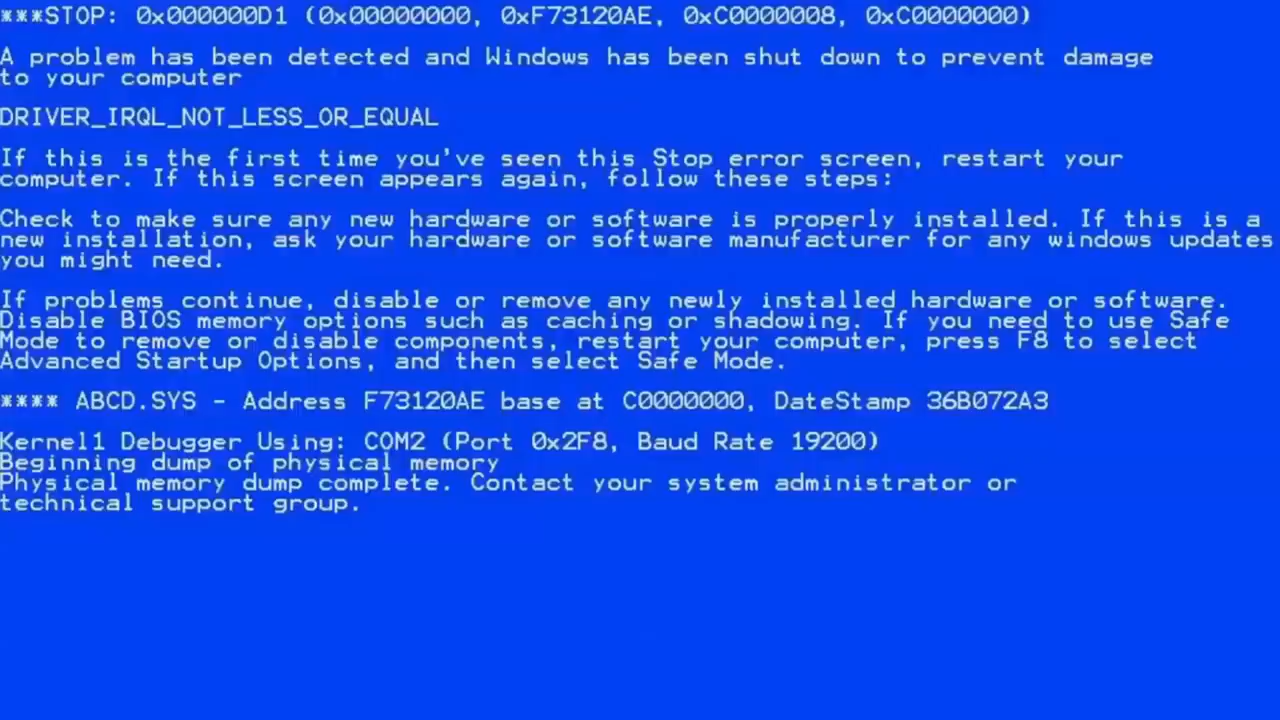 ***STOP: 0x000000D1 (0x00000000, 0xF73120AE, 0xC0000008, 0xC0000000)
A problem has been detected and Windows has been shut down to prevent damage
to your computer
DRIVER_IRQL_NOT_LESS_OR_EQUAL
If this is the first time you've seen this Stop error screen, restart your
computer. If this screen appears again, follow these steps:
Check to make sure any new hardware or software is properly installed. If this is a
new installation, ask your hardware or software manufacturer for any windows updates
you might need.
If problems continue, disable or remove any newly installed hardware or software.
Disable BIOS memory options such as caching or shadowing. If you need to use Safe
Mode to remove or disable components, restart your computer, press F8 to select
Advanced Startup Options, and then select Safe Mode.
**** ABCD.SYS - Address F73120AE base at C0000000, DateStamp 36B072A3
Kernel1 Debugger Using: COM2 (Port 0x2F8, Baud Rate 19200)
Beginning dump of physical memory
Physical memory dump complete. Contact your system administrator or
technical support group.